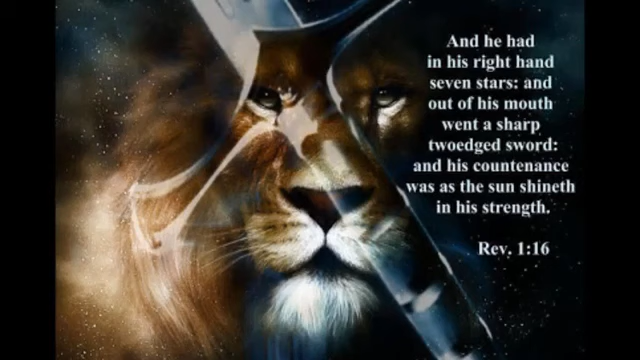 And he had
in his right hand
seven stars: and
out of his mouth
went a sharp
twoedged sword:
and his countenance
was as the sun shineth
in his strength.
Rev. 1:16